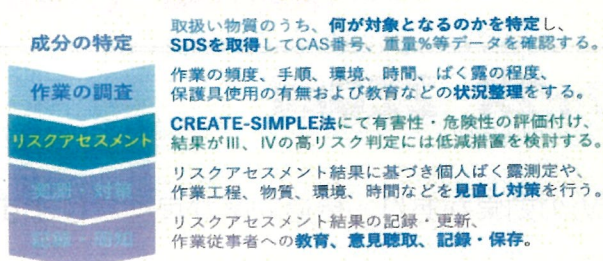 成分の特定
取扱い物質のうち、何が対象となるのかを特定し、
SDSを取得してCAS番号、重量%等データを確認する。
作業の調査
作業の頻度、手順、環境、時間、ばく露の程度、
保護具使用の有無および教育などの状況整理をする。
リスクアセスメント
CREATE-SIMPLE法にて有害性・危険性の評価付け、
結果がⅢ、Ⅳの高リスク判定には低減措置を検討する。
実施・対策
リスクアセスメント結果に基づき個人ばく露測定や、
作業工程、物質、環境、時間などを見直し対策を行う。
リスクアセスメント結果の記録・更新、
作業従事者への教育、意見聴取、記録・保存。